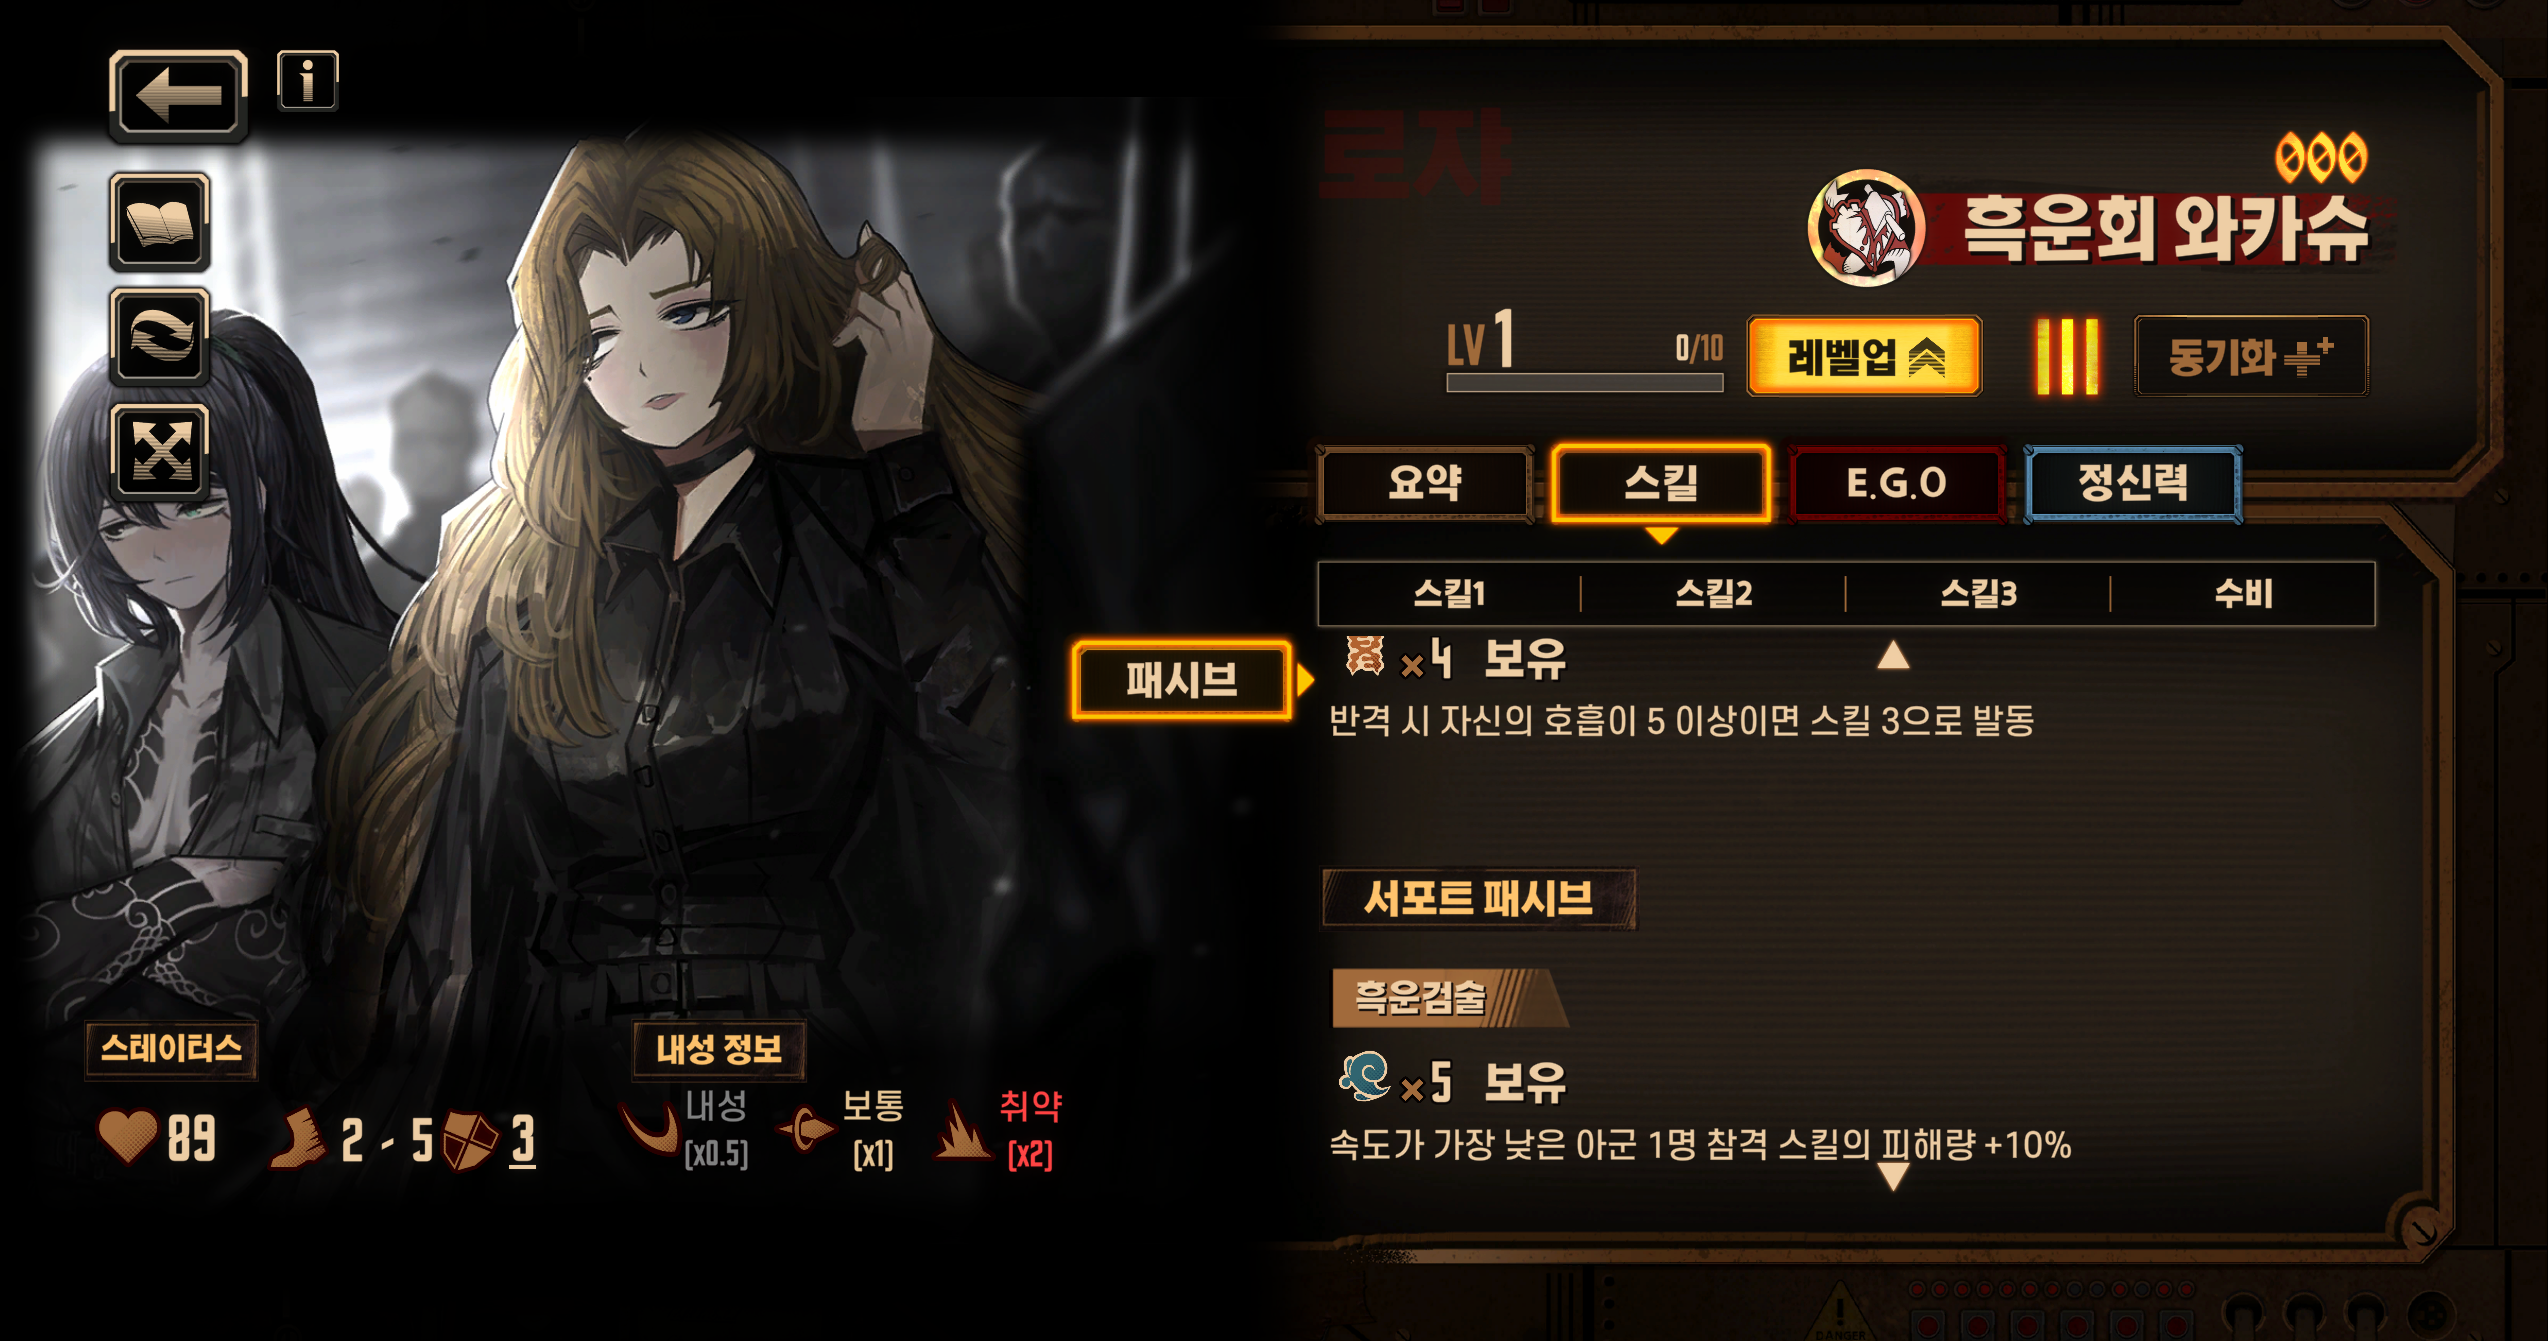 로쟈
흑운회 와카슈
LV 1
0/10
레벨업
동기화
요약
스킬
E.G.O
정신력
스킬1
스킬2
스킬3
수비
패시브
×4 보유
반격 시 자신의 호흡이 5 이상이면 스킬 3으로 발동
서포트 패시브
흑운검술
×5 보유
속도가 가장 낮은 아군 1명 참격 스킬의 피해량 +10%
스테이터스
89
2 - 5
3
내성 정보
내성
(x0.5)
보통
(x1)
취약
(x2)
DANGER